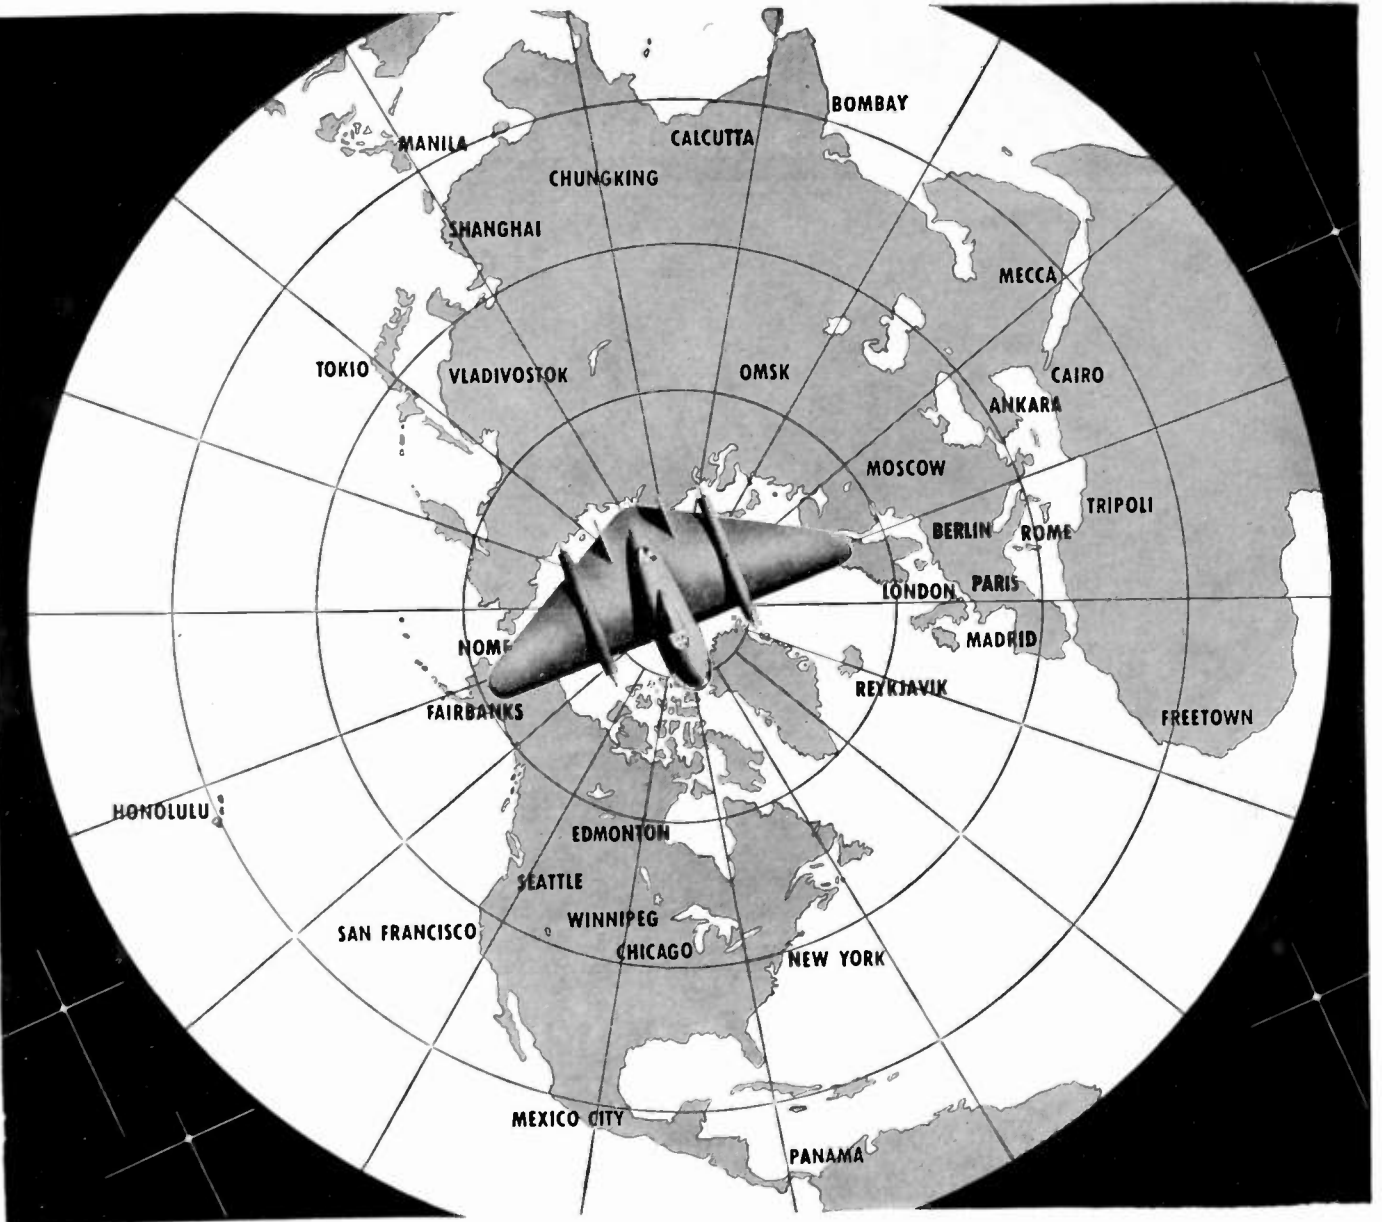 BOMBAY
MANILA
CALCUTTA
CHUNGKING
SHANGHAI
MECCA
TOKIO
VLADIVOSTOK
OMSK
CAIRO
ANKARA
MOSCOW
TRIPOLI
BERLIN
ROME
LONDON
PARIS
NOME
MADRID
REYKJAVIK
FAIRBANKS
FREETOWN
HONOLULU
EDMONTON
SEATTLE
WINNIPEG
SAN FRANCISCO
CHICAGO
NEW YORK
MEXICO CITY
PANAMA